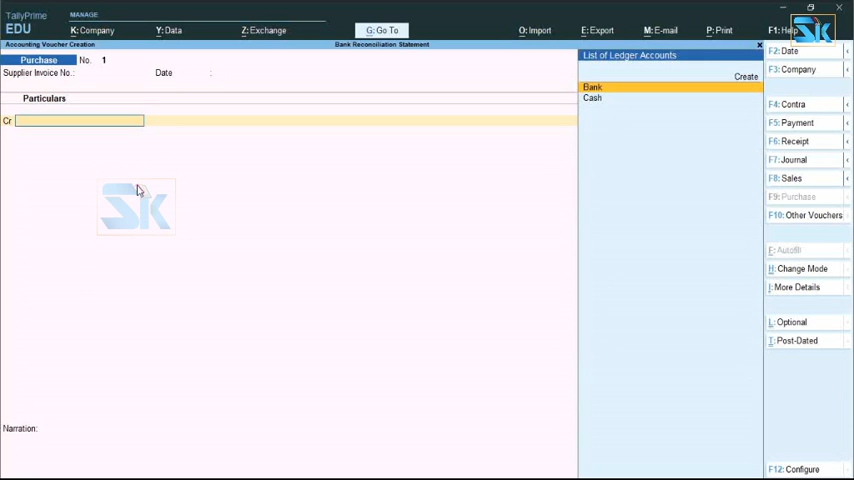 TallyPrime
MANAGE
EDU
K: Company
Y: Data
Z: Exchange
G: Go To
O: Import
E: Export
M: E-mail
P: Print
F1: Help
SK
Accounting Voucher Creation
Bank Reconciliation Statement
Purchase
No.
1
Supplier Invoice No.:
Date
:
Particulars
Cr
SK
Narration:
List of Ledger Accounts
Create
Bank
Cash
F2: Date
F3: Company
F4: Contra
F5: Payment
F6: Receipt
F7: Journal
F8: Sales
F9: Purchase
F10: Other Vouchers
E: Autofill
H: Change Mode
I: More Details
L: Optional
T: Post-Dated
F12: Configure